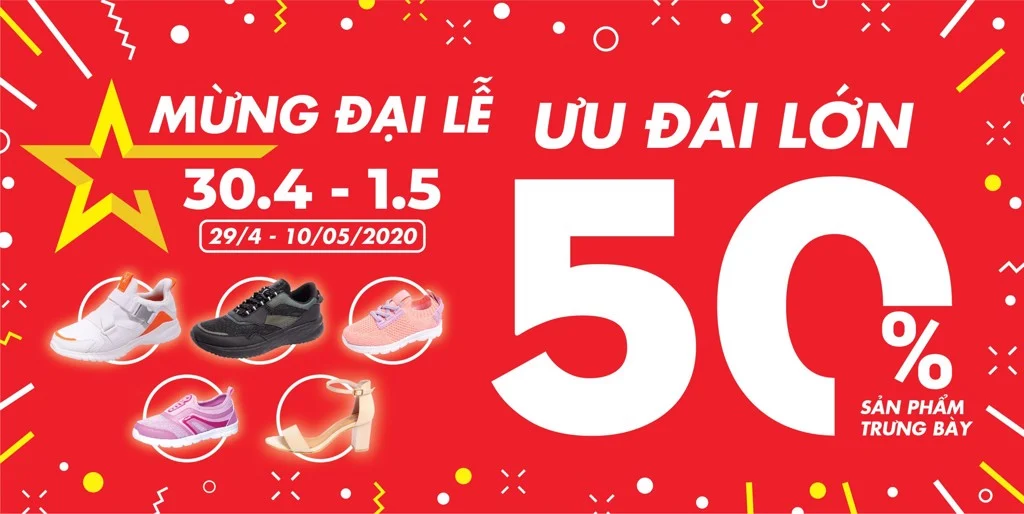 MỪNG ĐẠI LỄ
30.4 - 1.5
29/4 - 10/05/2020
ƯU ĐÃI LỚN
50%
SẢN PHẨM
TRƯNG BÀY